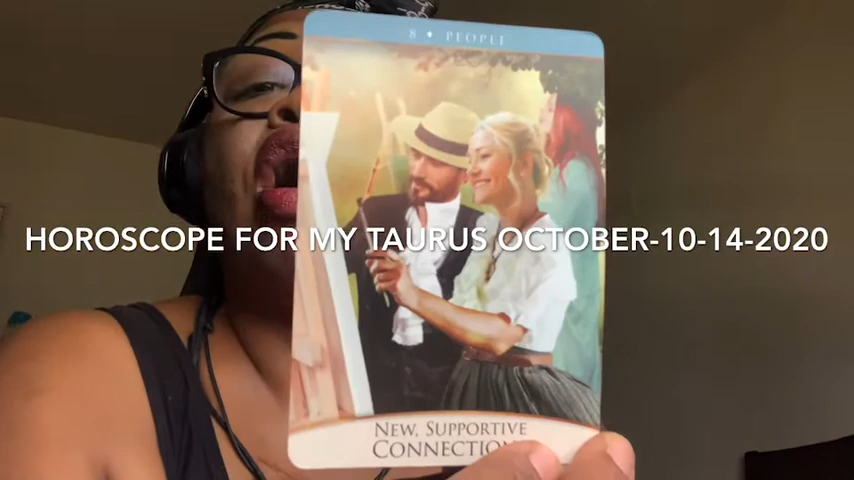 8 ♦ PEOPLE
HOROSCOPE FOR MY TAURUS OCTOBER-10-14-2020
NEW, SUPPORTIVE
CONNECTION